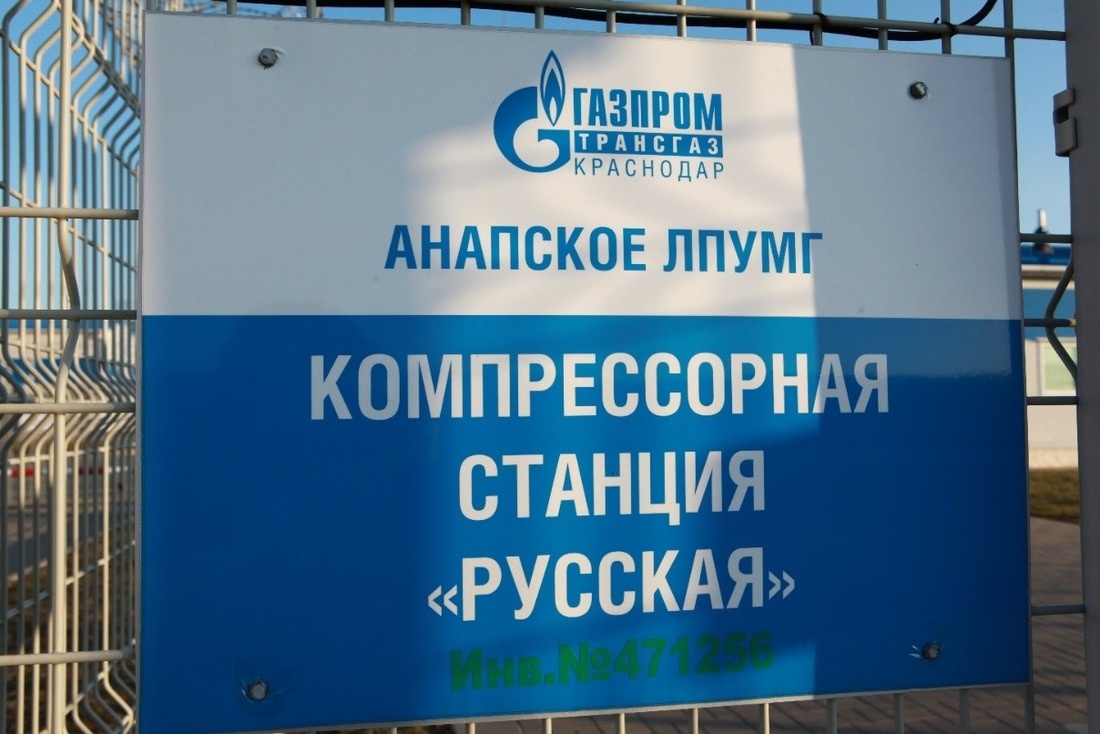 ГАЗПРОМ
ТРАНСГАЗ
КРАСНОДАР
АНАПСКОЕ ЛПУМГ
КОМПРЕССОРНАЯ
СТАНЦИЯ
«РУССКАЯ»
Инв.№471256